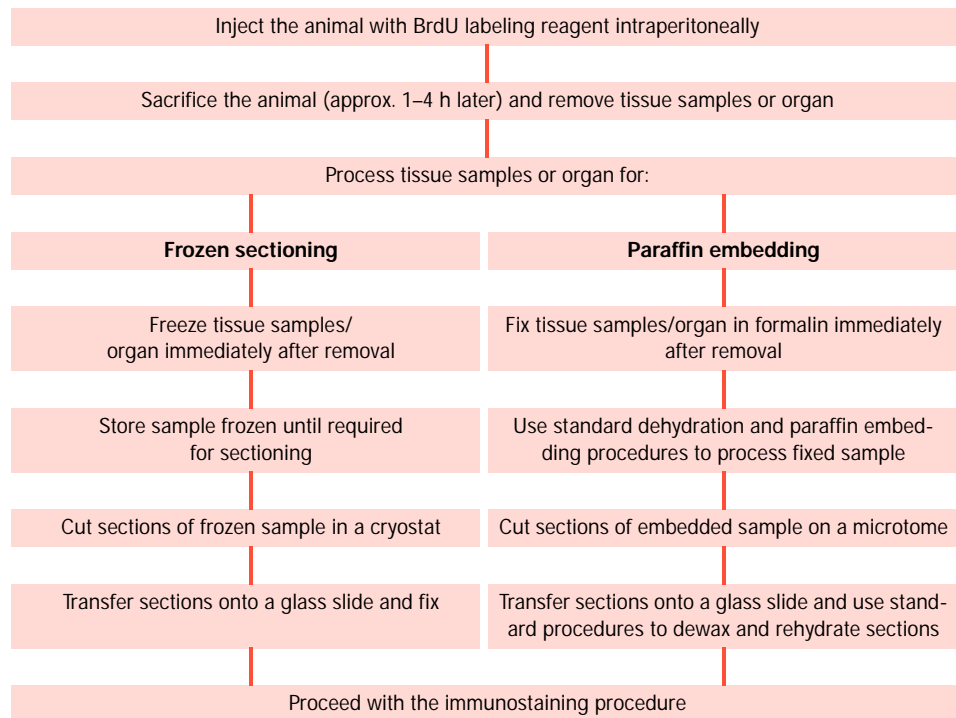 Inject the animal with BrdU labeling reagent intraperitoneally
Sacrifice the animal (approx. 1–4 h later) and remove tissue samples or organ
Process tissue samples or organ for:
Frozen sectioning
Freeze tissue samples/
organ immediately after removal
Store sample frozen until required
for sectioning
Cut sections of frozen sample in a cryostat
Transfer sections onto a glass slide and fix
Paraffin embedding
Fix tissue samples/organ in formalin immediately
after removal
Use standard dehydration and paraffin embed-
ding procedures to process fixed sample
Cut sections of embedded sample on a microtome
Transfer sections onto a glass slide and use stand-
ard procedures to dewax and rehydrate sections
Proceed with the immunostaining procedure